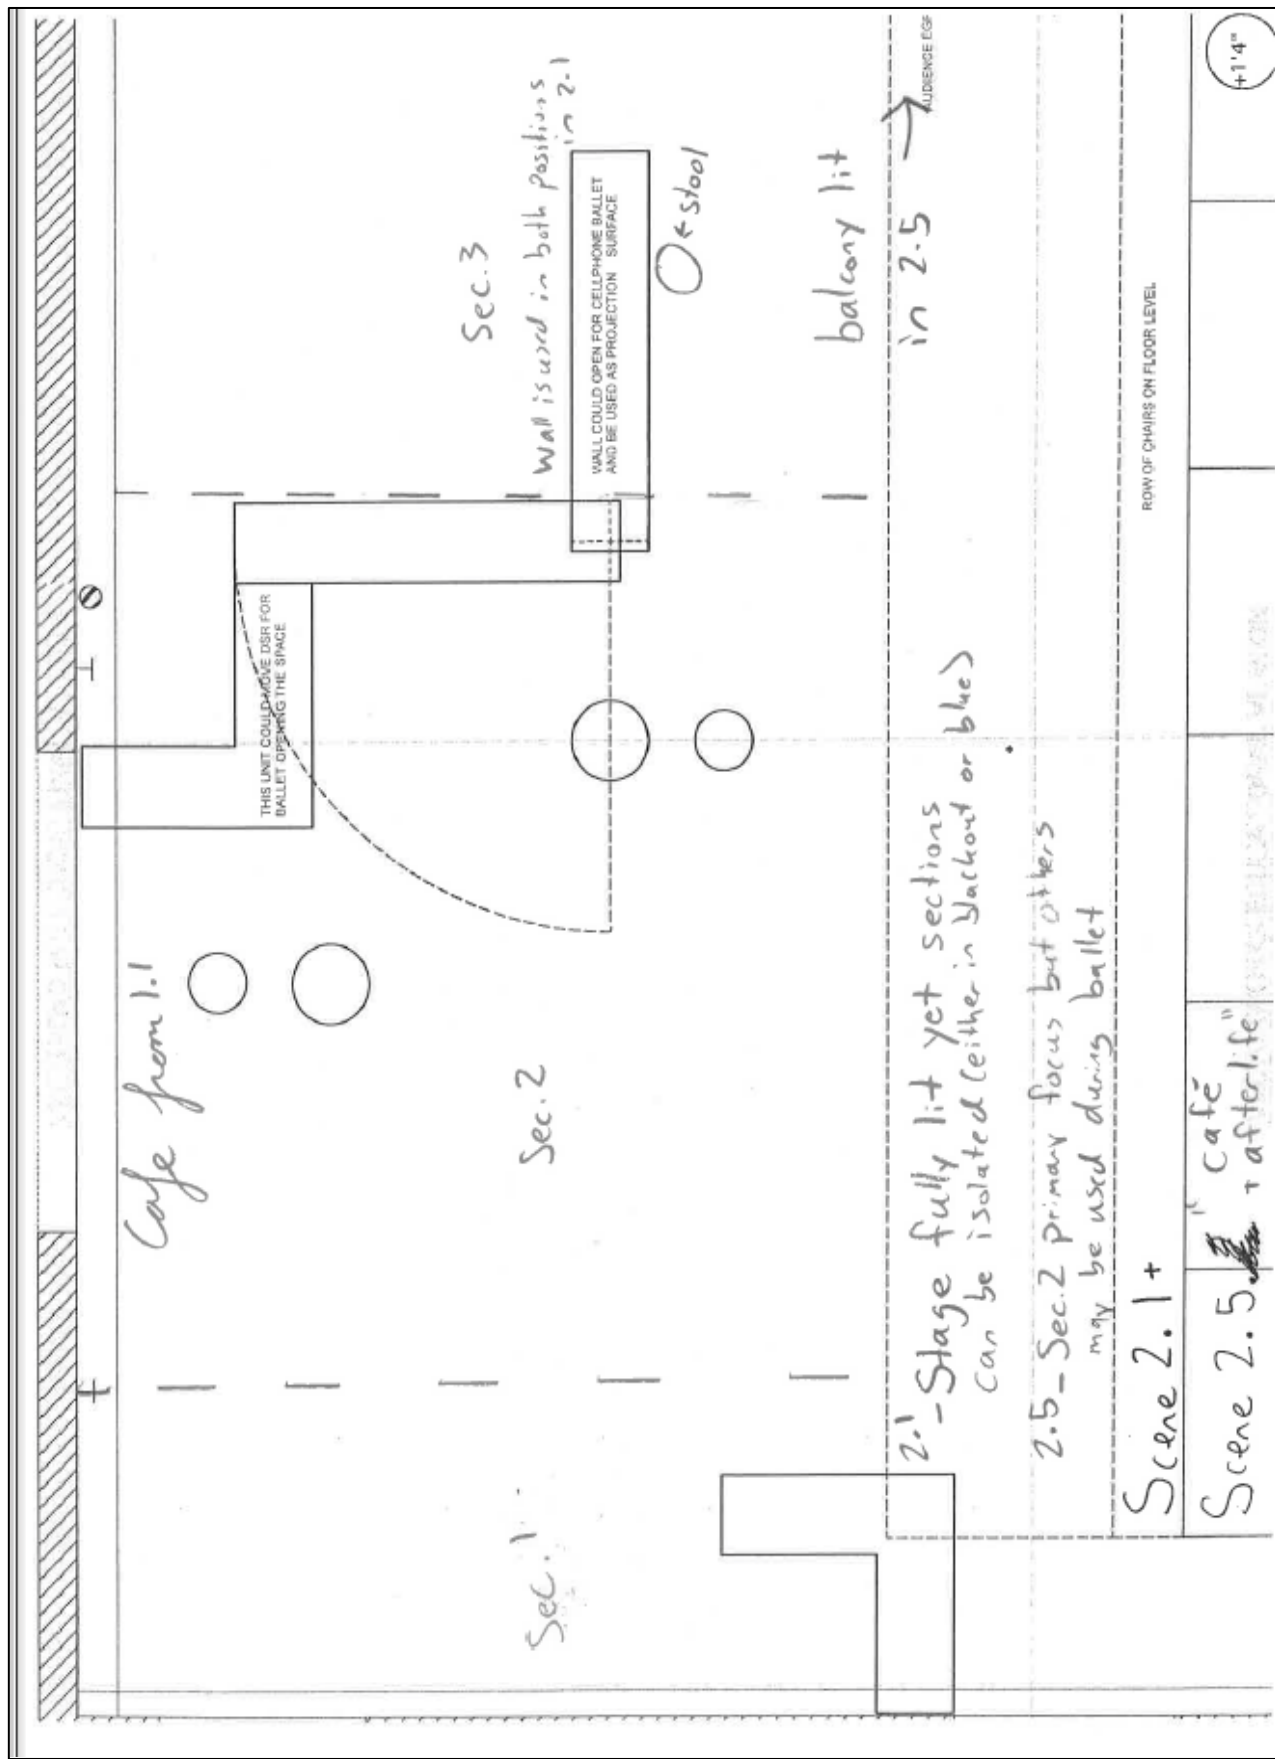 Cafe from 1.1
THIS UNIT COULD MOVE DSR FOR
BALLET OPENING THE SPACE
Sec. 1
Sec. 2
Sec. 3
Wall is used in both positions
in 2.1
WALL COULD OPEN FOR CELLPHONE BALLET
AND BE USED AS PROJECTION SURFACE
← stool
balcony lit
in 2.5 →
AUDIENCE EGR
2.1 - Stage fully lit yet sections
Can be isolated (either in blackout or blue)
2.5 - Sec. 2 primary focus but others
may be used during ballet
ROW OF CHAIRS ON FLOOR LEVEL
Scene 2.1 +
Scene 2.5
"Café
+ afterlife"
+1'4"